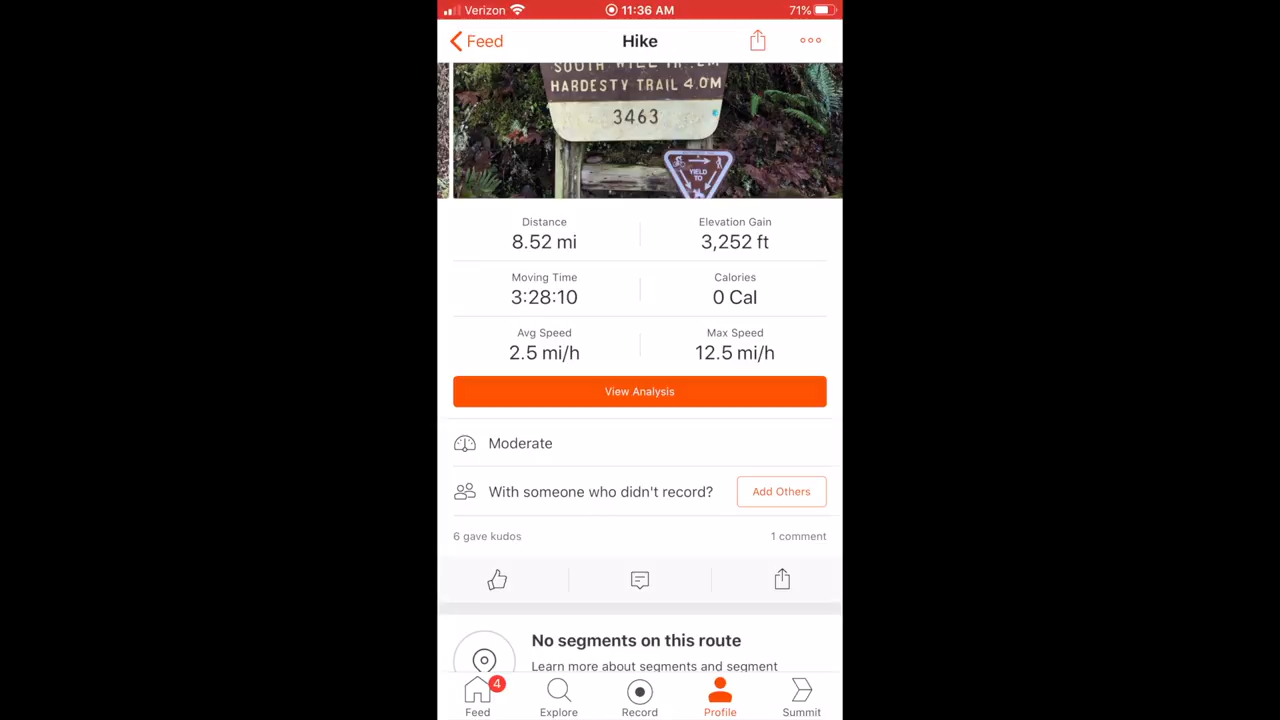 Verizon 11:36 AM 71%
Feed Hike
HARDESTY TRAIL 4.0M
3463
YIELD
TO
Distance Elevation Gain
8.52 mi 3,252 ft
Moving Time Calories
3:28:10 0 Cal
Avg Speed Max Speed
2.5 mi/h 12.5 mi/h
View Analysis
Moderate
With someone who didn't record? Add Others
6 gave kudos 1 comment
No segments on this route
Learn more about segments and segment
4
Feed Explore Record Profile Summit